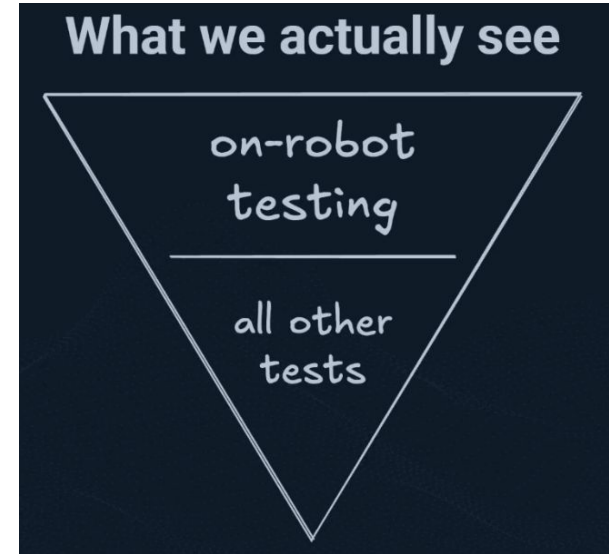 What we actually see
on-robot
testing
all other
tests